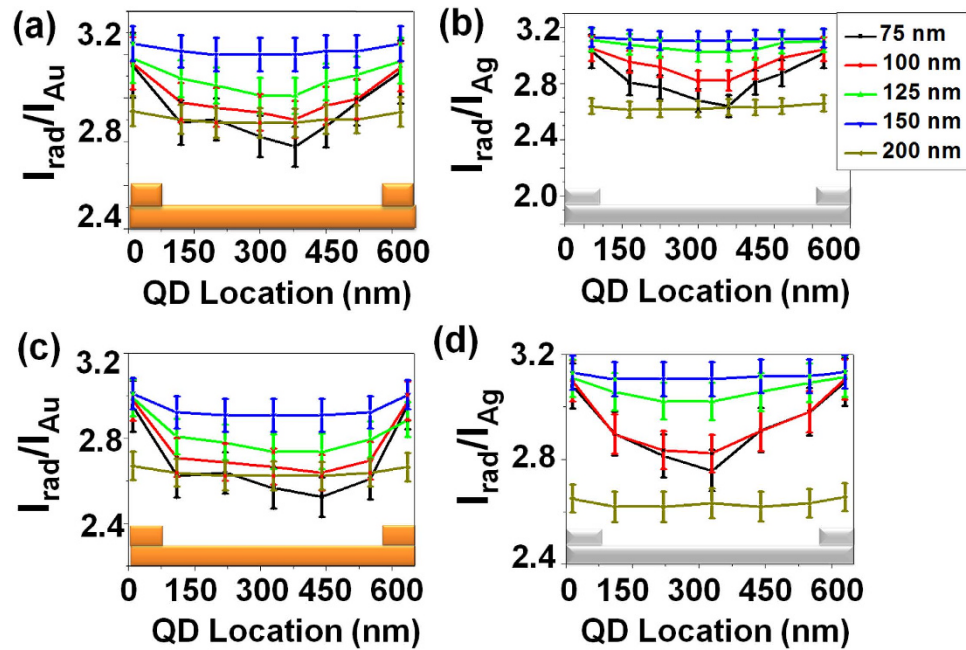 (a)
3.2
2.8
2.4
I_rad/I_Au
0 150 300 450 600
QD Location (nm)
(b)
3.2
2.8
2.4
2.0
I_rad/I_Ag
0 150 300 450 600
QD Location (nm)
75 nm
100 nm
125 nm
150 nm
200 nm
(c)
3.2
2.8
2.4
I_rad/I_Au
0 150 300 450 600
QD Location (nm)
(d)
3.2
2.8
2.4
I_rad/I_Ag
0 150 300 450 600
QD Location (nm)